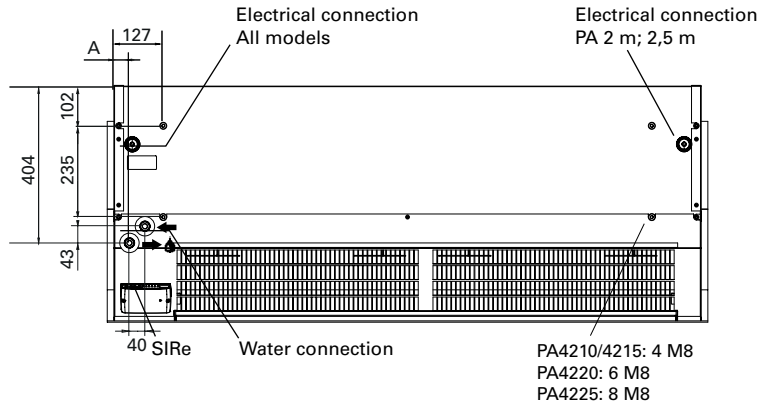 Electrical connection
All models
Electrical connection
PA 2 m; 2,5 m
A
127
102
404
235
43
40
SIRe
Water connection
PA4210/4215: 4 M8
PA4220: 6 M8
PA4225: 8 M8